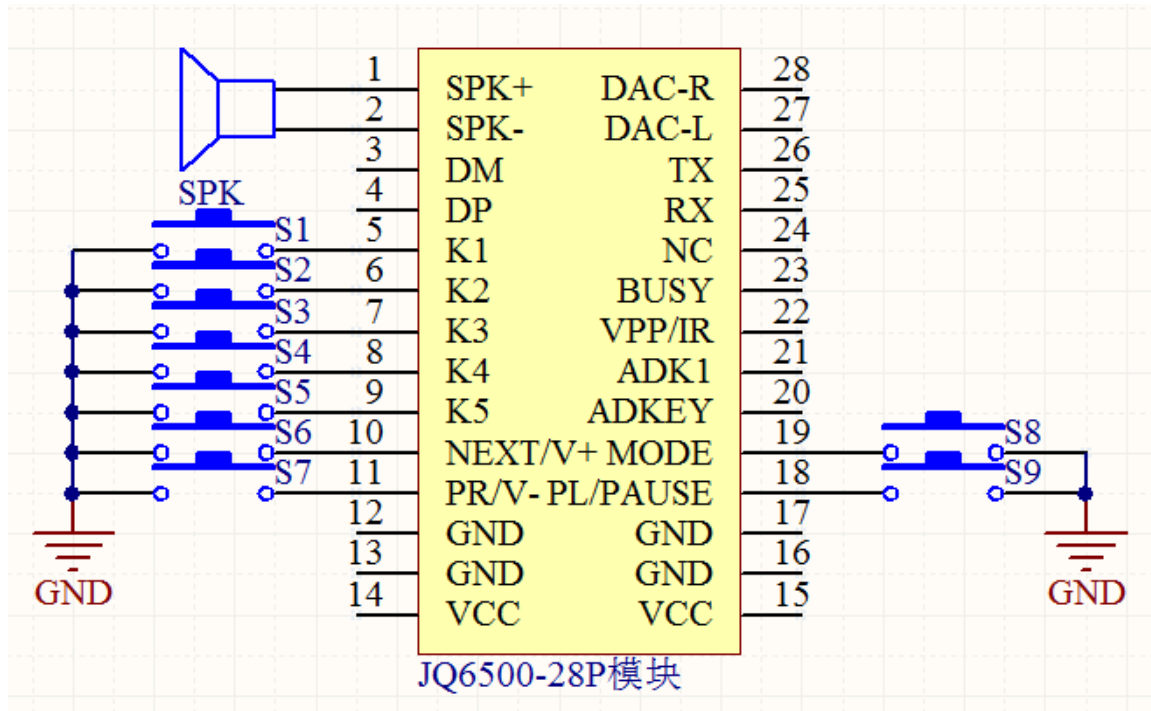 1 SPK+ DAC-R 28
2 SPK- DAC-L 27
3 DM TX 26
SPK
4 DP RX 25
S1 5 K1 NC 24
S2 6 K2 BUSY 23
S3 7 K3 VPP/IR 22
S4 8 K4 ADK1 21
S5 9 K5 ADKEY 20
S6 10 NEXT/V+ MODE 19 S8
S7 11 PR/V- PL/PAUSE 18 S9
12 GND GND 17
13 GND GND 16
GND GND
14 VCC VCC 15
JQ6500-28P模块